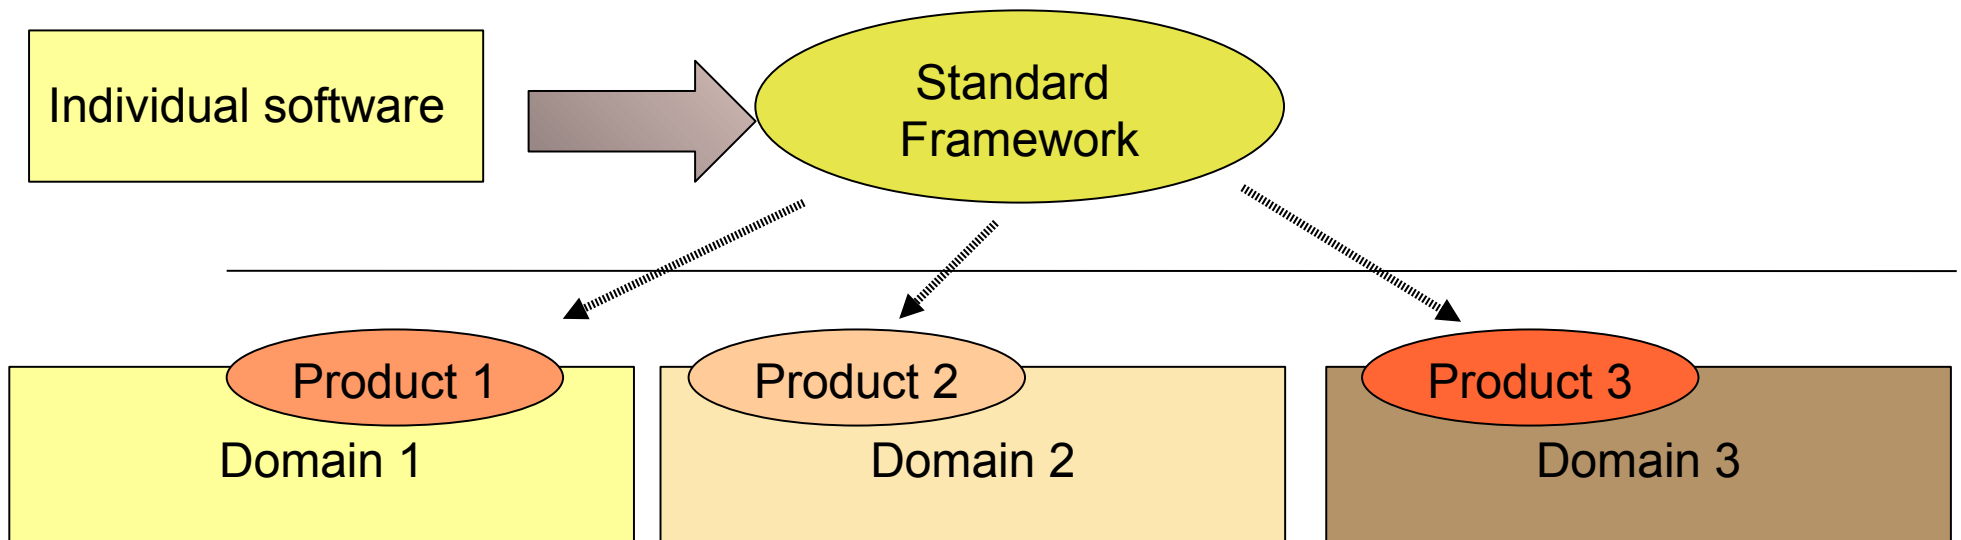 Individual software
Standard
Framework
Product 1
Product 2
Product 3
Domain 1
Domain 2
Domain 3